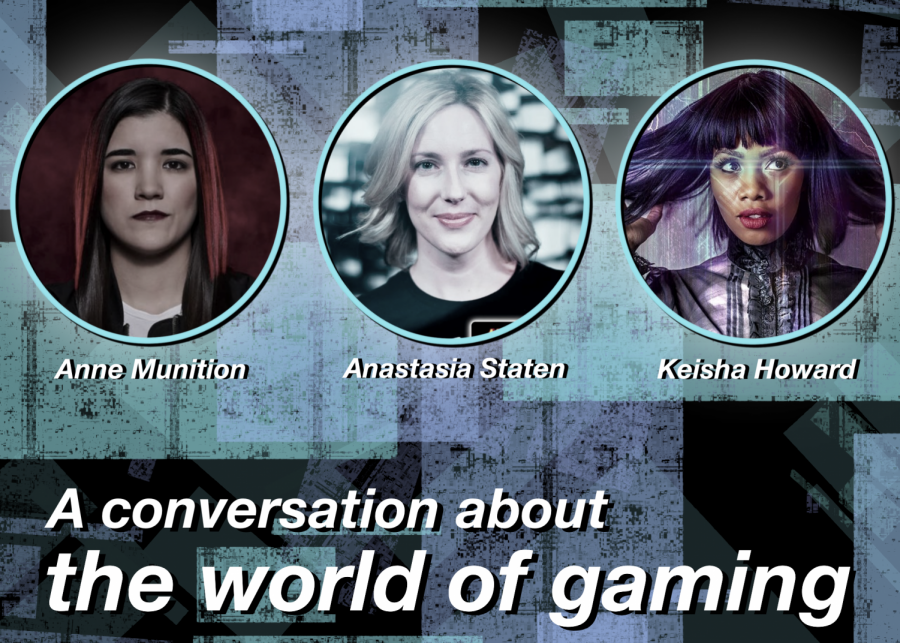 Anne Munition
Anastasia Staten
Keisha Howard
A conversation about
the world of gaming